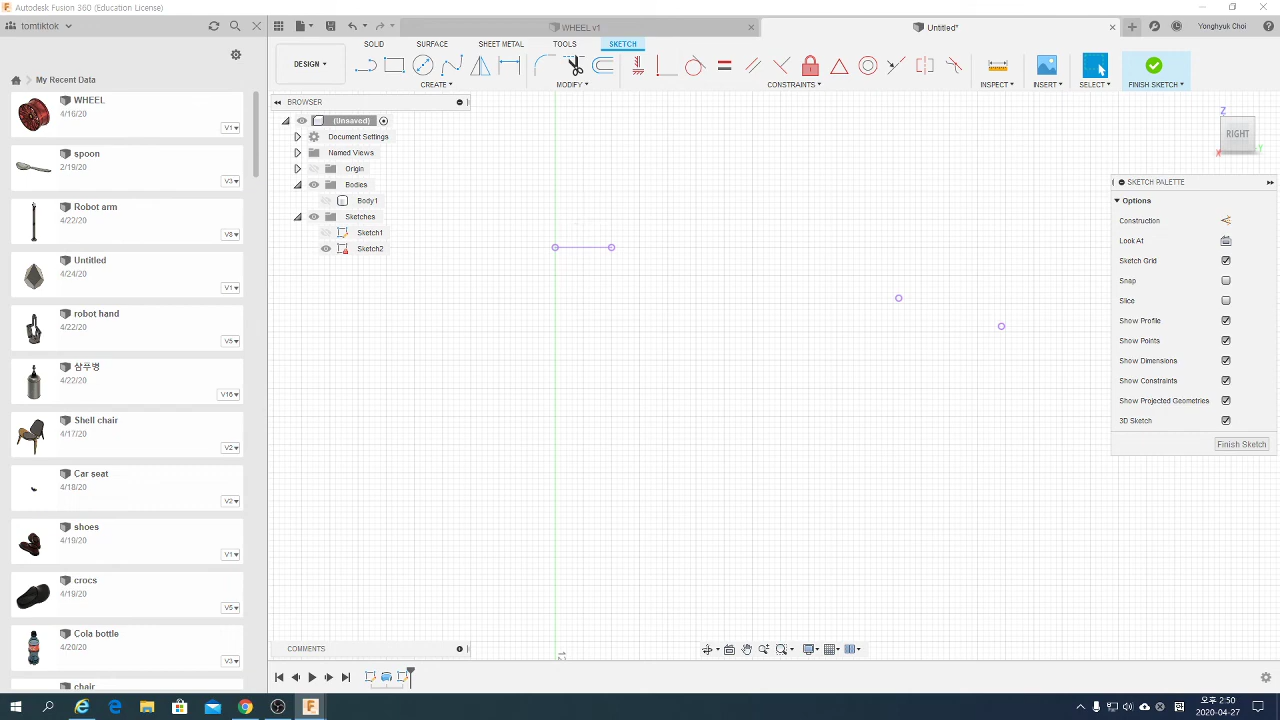 Autodesk Fusion 360 (Education License)
tomtiktok
WHEEL v1
Untitled*
Yonghyuk Choi
SOLID
SURFACE
SHEET METAL
TOOLS
SKETCH
DESIGN
CREATE
MODIFY
CONSTRAINTS
INSPECT
INSERT
SELECT
FINISH SKETCH
My Recent Data
WHEEL
4/16/20
V1
spoon
2/19/20
V3
Robot arm
4/22/20
V8
Untitled
4/24/20
V1
robot hand
4/22/20
V5
샴푸병
4/22/20
V16
Shell chair
4/17/20
V2
Car seat
4/18/20
V2
shoes
4/19/20
V1
crocs
4/19/20
V5
Cola bottle
4/20/20
V3
chair
BROWSER
(Unsaved)
Document Settings
Named Views
Origin
Bodies
Body1
Sketches
Sketch1
Sketch2
Z
RIGHT
X
Y
SKETCH PALETTE
Options
Construction
Look At
Sketch Grid
Snap
Slice
Show Profile
Show Points
Show Dimensions
Show Constraints
Show Projected Geometries
3D Sketch
Finish Sketch
COMMENTS
오후 2:50
2020-04-27